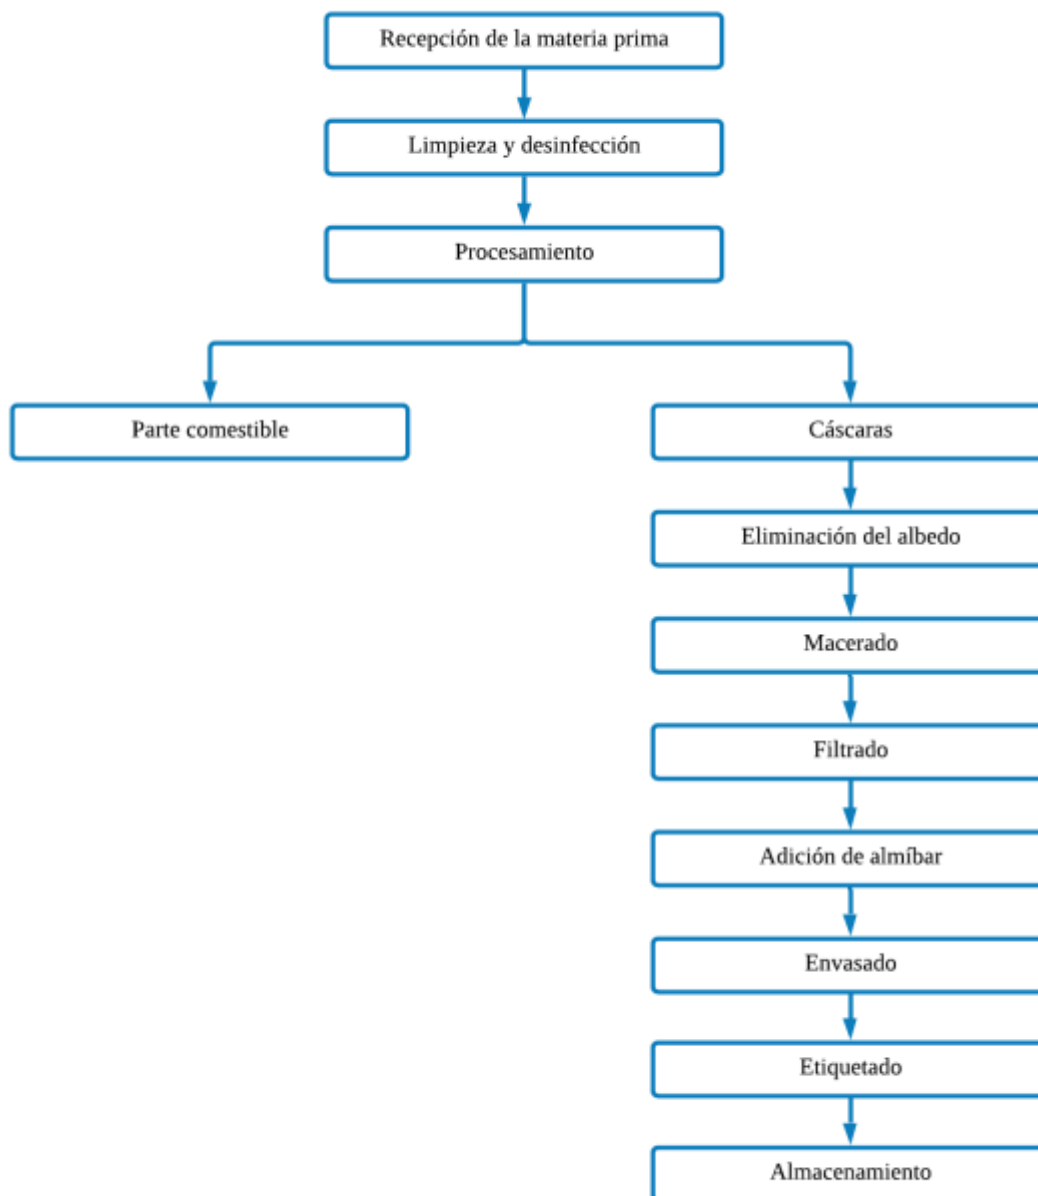 Recepción de la materia prima
Limpieza y desinfección
Procesamiento
Parte comestible
Cáscaras
Eliminación del albedo
Macerado
Filtrado
Adición de almíbar
Envasado
Etiquetado
Almacenamiento